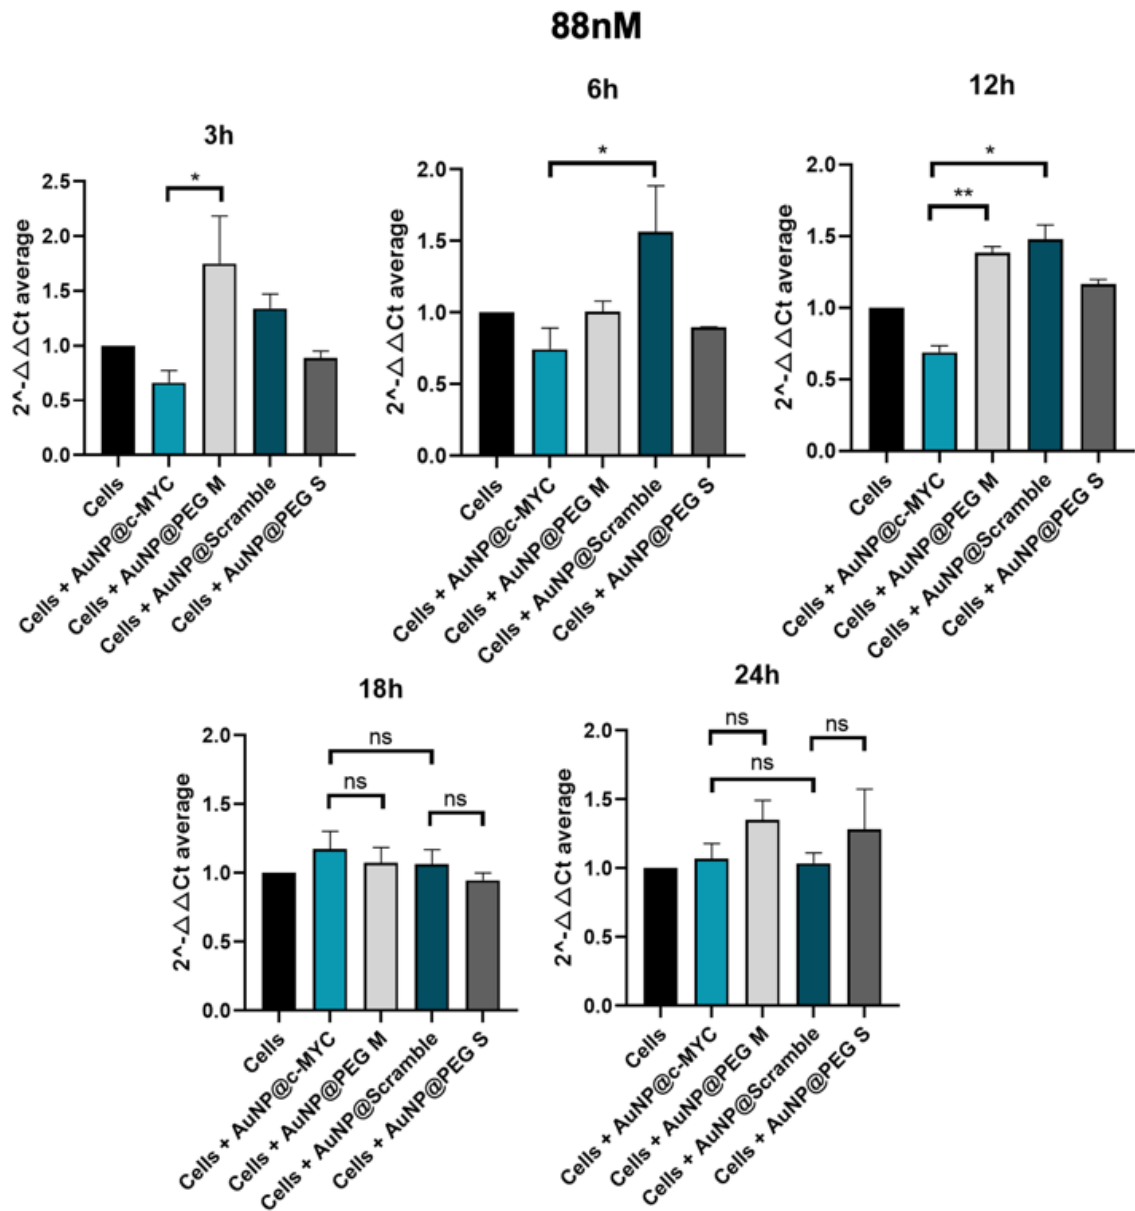 88nM
3h
2^-△△Ct average
2.5
2.0
1.5
1.0
0.5
0.0
*
Cells
Cells + AuNP@c-MYC
Cells + AuNP@PEG M
Cells + AuNP@Scramble
Cells + AuNP@PEG S
6h
2^-△△Ct average
2.0
1.5
1.0
0.5
0.0
*
Cells
Cells + AuNP@c-MYC
Cells + AuNP@PEG M
Cells + AuNP@Scramble
Cells + AuNP@PEG S
12h
2^-△△Ct average
2.0
1.5
1.0
0.5
0.0
*
**
Cells
Cells + AuNP@c-MYC
Cells + AuNP@PEG M
Cells + AuNP@Scramble
Cells + AuNP@PEG S
18h
2^-△△Ct average
2.0
1.5
1.0
0.5
0.0
ns
ns
ns
Cells
Cells + AuNP@c-MYC
Cells + AuNP@PEG M
Cells + AuNP@Scramble
Cells + AuNP@PEG S
24h
2^-△△Ct average
2.0
1.5
1.0
0.5
0.0
ns
ns
ns
Cells
Cells + AuNP@c-MYC
Cells + AuNP@PEG M
Cells + AuNP@Scramble
Cells + AuNP@PEG S